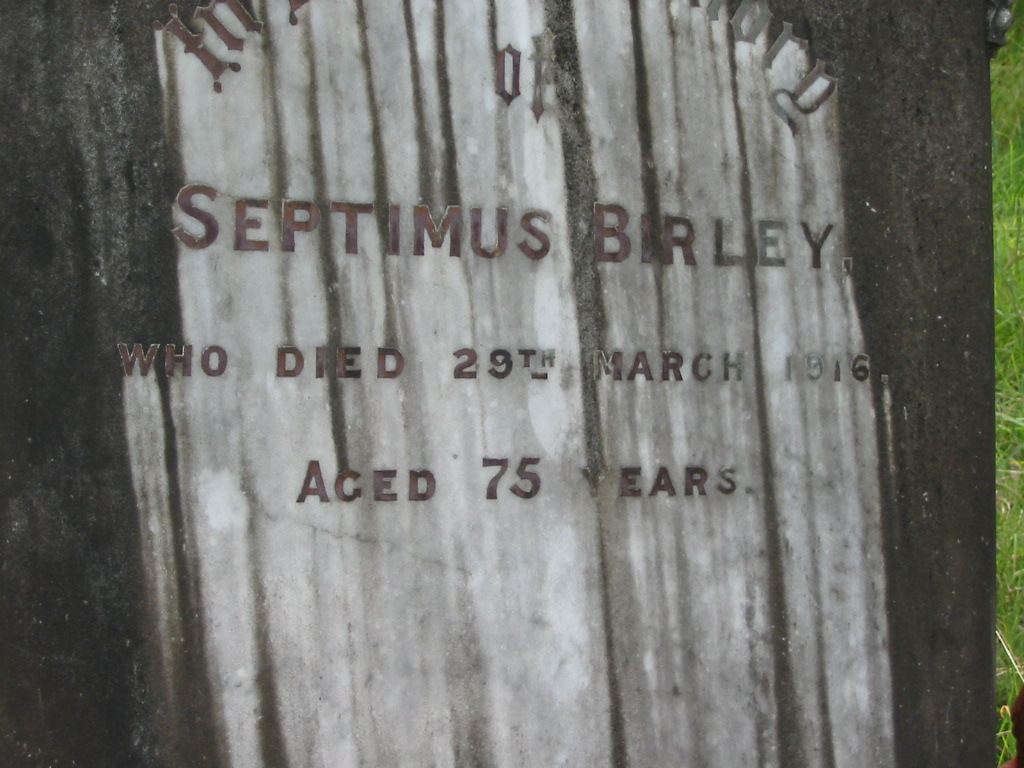 of
SEPTIMUS BIRLEY,
WHO DIED 29TH MARCH 1916,
AGED 75 YEARS.